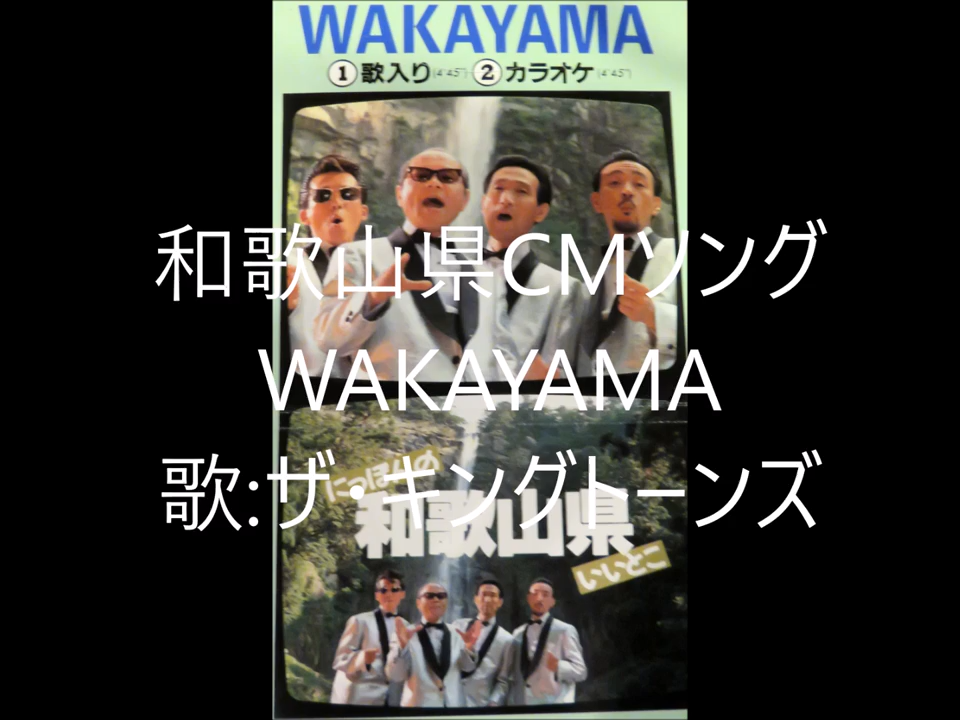 WAKAYAMA
①歌入り(4'45")②カラオケ(4'45")
和歌山県CMソング
WAKAYAMA
歌:ザ・キングトーンズ
にっぽんの
和歌山県
いいとこ